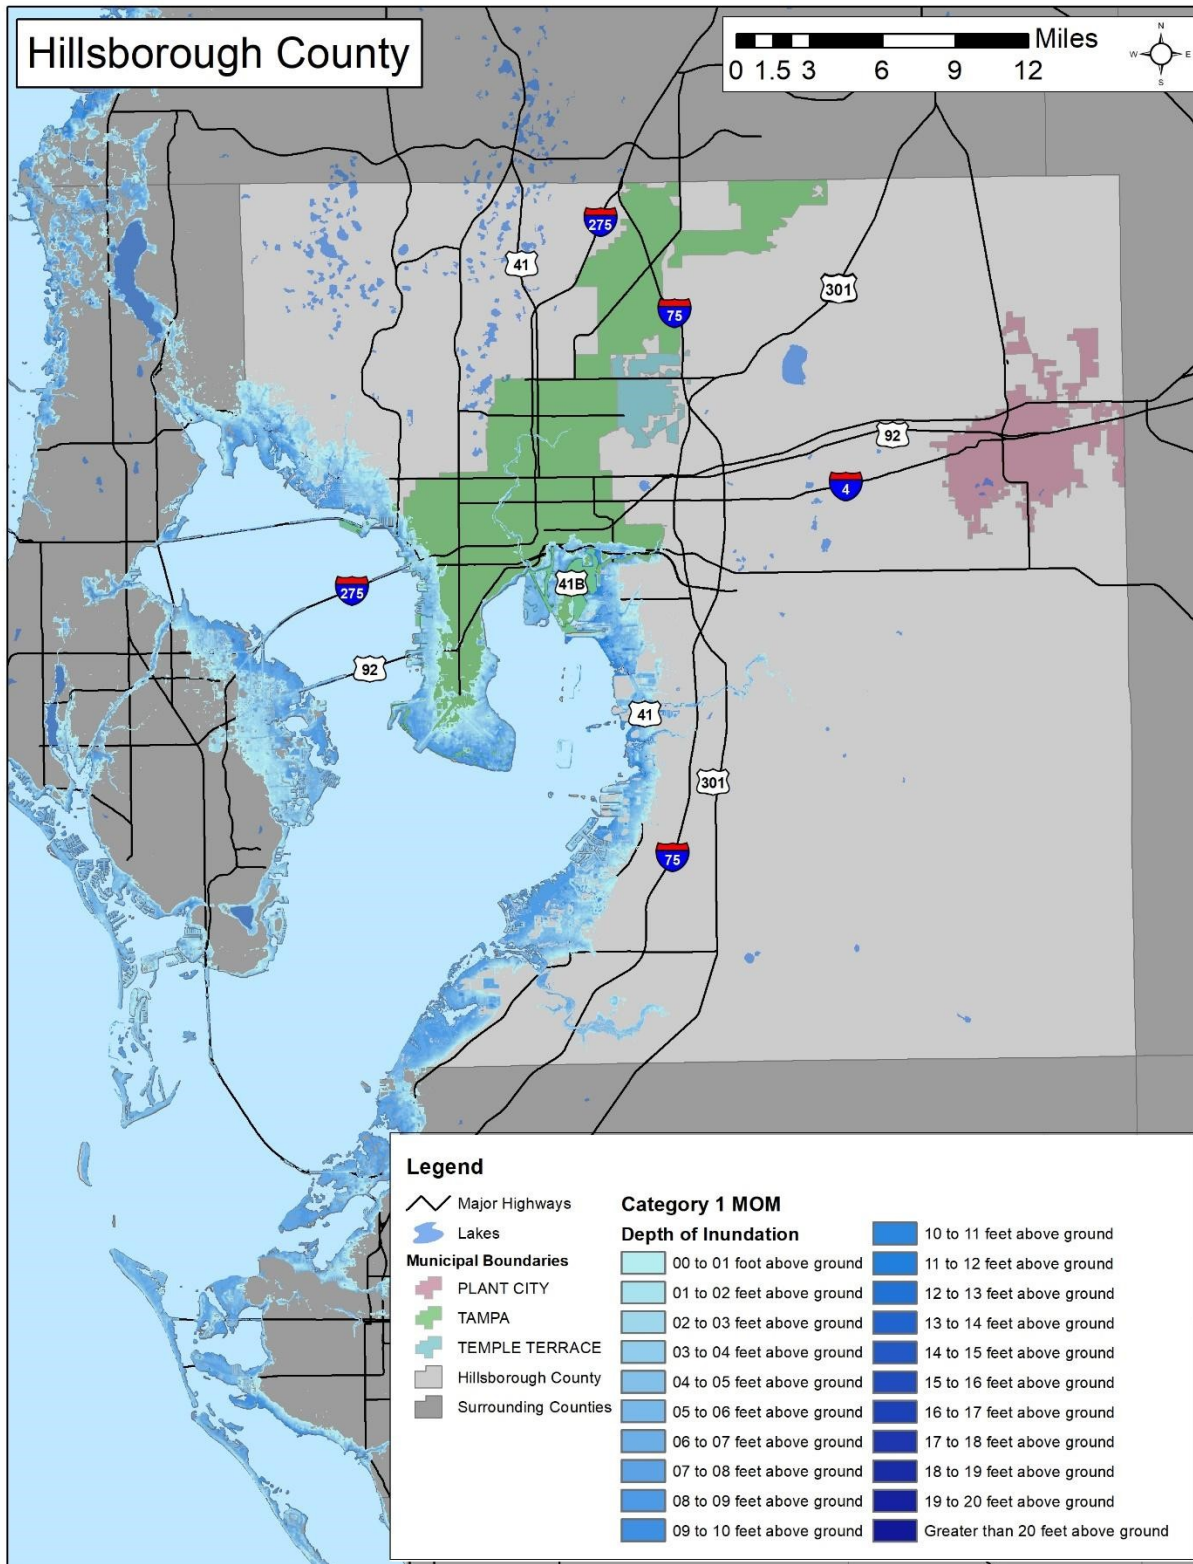 Hillsborough County
Miles
0 1.5 3 6 9 12
N
W E
S
275
41
301
75
92
4
41B
275
92
41
301
75
Legend
Major Highways
Lakes
Municipal Boundaries
PLANT CITY
TAMPA
TEMPLE TERRACE
Hillsborough County
Surrounding Counties
Category 1 MOM
Depth of Inundation
00 to 01 foot above ground
01 to 02 feet above ground
02 to 03 feet above ground
03 to 04 feet above ground
04 to 05 feet above ground
05 to 06 feet above ground
06 to 07 feet above ground
07 to 08 feet above ground
08 to 09 feet above ground
09 to 10 feet above ground
10 to 11 feet above ground
11 to 12 feet above ground
12 to 13 feet above ground
13 to 14 feet above ground
14 to 15 feet above ground
15 to 16 feet above ground
16 to 17 feet above ground
17 to 18 feet above ground
18 to 19 feet above ground
19 to 20 feet above ground
Greater than 20 feet above ground